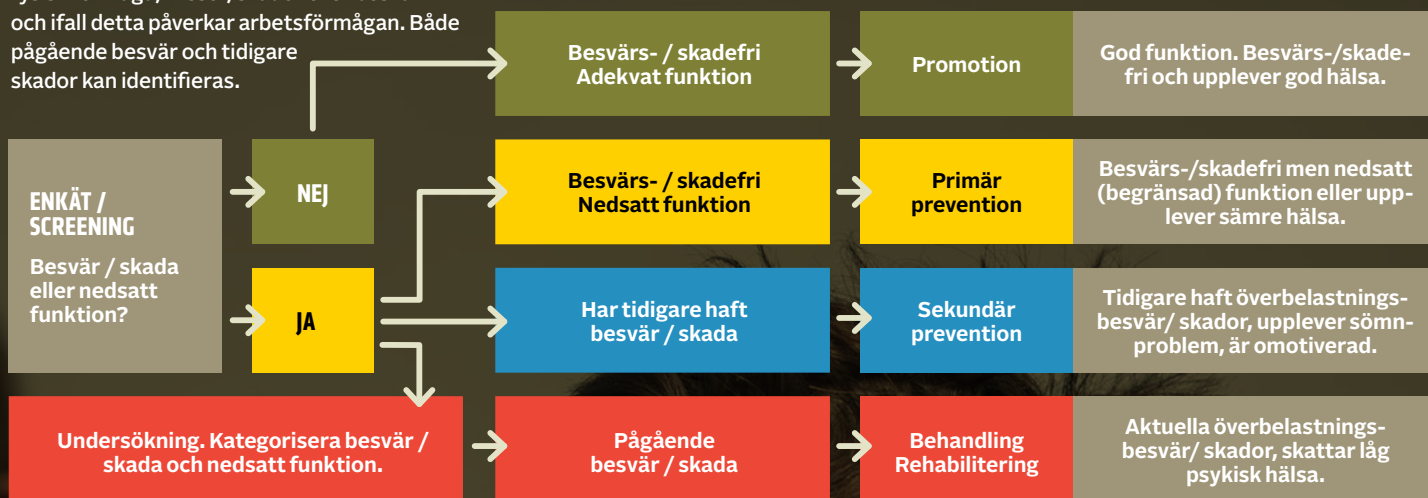 och ifall detta påverkar arbetsförmågan. Både
pågående besvär och tidigare
skador kan identifieras.
ENKÄT /
SCREENING
Besvär / skada
eller nedsatt
funktion?
NEJ
JA
Besvärs- / skadefri
Adekvat funktion
Promotion
God funktion. Besvärs-/skade-
fri och upplever god hälsa.
Besvärs- / skadefri
Nedsatt funktion
Primär
prevention
Besvärs-/skadefri men nedsatt
(begränsad) funktion eller upp-
lever sämre hälsa.
Har tidigare haft
besvär / skada
Sekundär
prevention
Tidigare haft överbelastnings-
besvär/ skador, upplever sömn-
problem, är omotiverad.
Undersökning. Kategorisera besvär /
skada och nedsatt funktion.
Pågående
besvär / skada
Behandling
Rehabilitering
Aktuella överbelastnings-
besvär/ skador, skattar låg
psykisk hälsa.